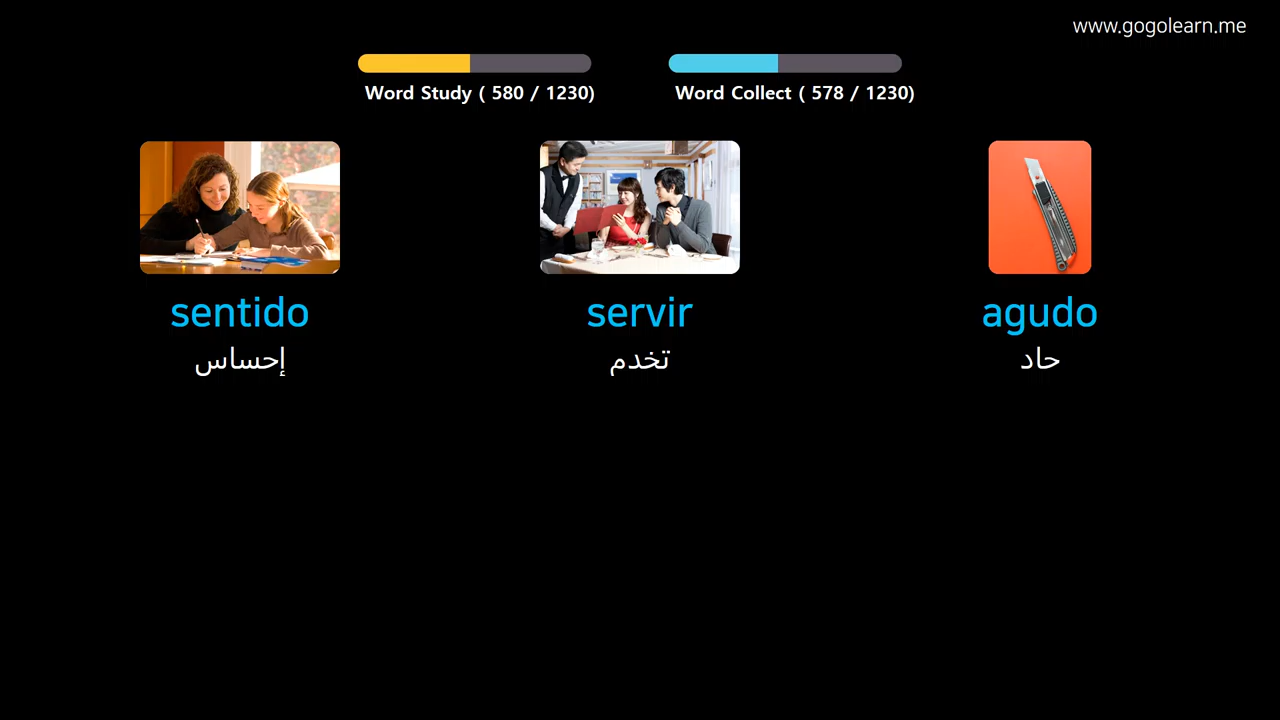 www.gogolearn.me
Word Study ( 580 / 1230)
Word Collect ( 578 / 1230)
sentido
servir
agudo
إحساس
تخدم
حاد